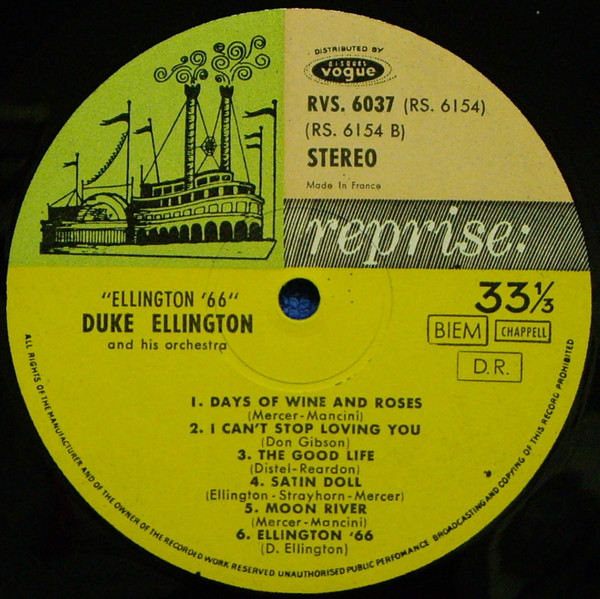 DISTRIBUTED BY
DISQUES
vogue
RVS. 6037 (RS. 6154)
(RS. 6154 B)
STEREO
Made In France
reprise:
"ELLINGTON '66"
DUKE ELLINGTON
and his orchestra
33⅓
BIEM CHAPPELL
D.R.
1. DAYS OF WINE AND ROSES
(Mercer-Mancini)
2. I CAN'T STOP LOVING YOU
(Don Gibson)
3. THE GOOD LIFE
(Distel-Reardon)
4. SATIN DOLL
(Ellington-Strayhorn-Mercer)
5. MOON RIVER
(Mercer-Mancini)
6. ELLINGTON '66
(D. Ellington)
ALL RIGHTS OF THE MANUFACTURER AND OF THE OWNER OF THE RECORDED WORK RESERVED UNAUTHORISED PUBLIC PERFOMANCE BROADCASTING AND COPYING OF THIS RECORD PROHIBITED